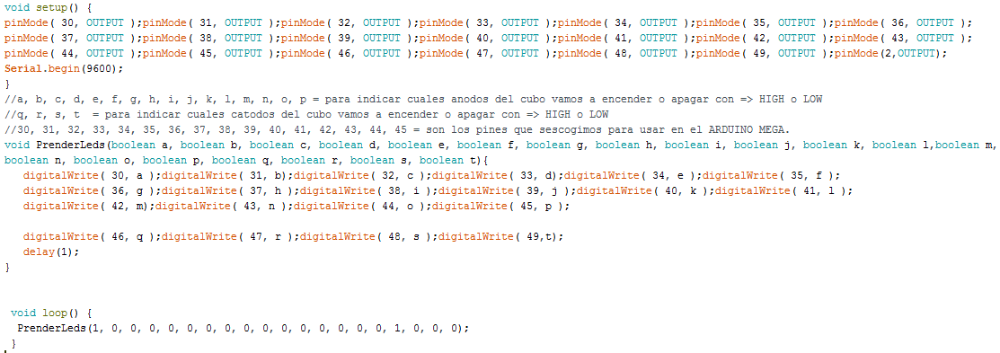 void setup() {
pinMode( 30, OUTPUT );pinMode( 31, OUTPUT );pinMode( 32, OUTPUT );pinMode( 33, OUTPUT );pinMode( 34, OUTPUT );pinMode( 35, OUTPUT );pinMode( 36, OUTPUT );
pinMode( 37, OUTPUT );pinMode( 38, OUTPUT );pinMode( 39, OUTPUT );pinMode( 40, OUTPUT );pinMode( 41, OUTPUT );pinMode( 42, OUTPUT );pinMode( 43, OUTPUT );
pinMode( 44, OUTPUT );pinMode( 45, OUTPUT );pinMode( 46, OUTPUT );pinMode( 47, OUTPUT );pinMode( 48, OUTPUT );pinMode( 49, OUTPUT );pinMode(2,OUTPUT);
Serial.begin(9600);
}
//a, b, c, d, e, f, g, h, i, j, k, l, m, n, o, p = para indicar cuales anodos del cubo vamos a encender o apagar con => HIGH o LOW
//q, r, s, t  = para indicar cuales catodos del cubo vamos a encender o apagar con => HIGH o LOW
//30, 31, 32, 33, 34, 35, 36, 37, 38, 39, 40, 41, 42, 43, 44, 45 = son los pines que sescogimos para usar en el ARDUINO MEGA.
void PrenderLeds(boolean a, boolean b, boolean c, boolean d, boolean e, boolean f, boolean g, boolean h, boolean i, boolean j, boolean k, boolean l,boolean m,
boolean n, boolean o, boolean p, boolean q, boolean r, boolean s, boolean t){
   digitalWrite( 30, a );digitalWrite( 31, b);digitalWrite( 32, c );digitalWrite( 33, d);digitalWrite( 34, e );digitalWrite( 35, f );
   digitalWrite( 36, g );digitalWrite( 37, h );digitalWrite( 38, i );digitalWrite( 39, j );digitalWrite( 40, k );digitalWrite( 41, l );
   digitalWrite( 42, m);digitalWrite( 43, n );digitalWrite( 44, o );digitalWrite( 45, p );
   digitalWrite( 46, q );digitalWrite( 47, r );digitalWrite( 48, s );digitalWrite( 49,t);
   delay(1);
}
 void loop() {
  PrenderLeds(1, 0, 0, 0, 0, 0, 0, 0, 0, 0, 0, 0, 0, 0, 0, 0, 1, 0, 0, 0);
 }